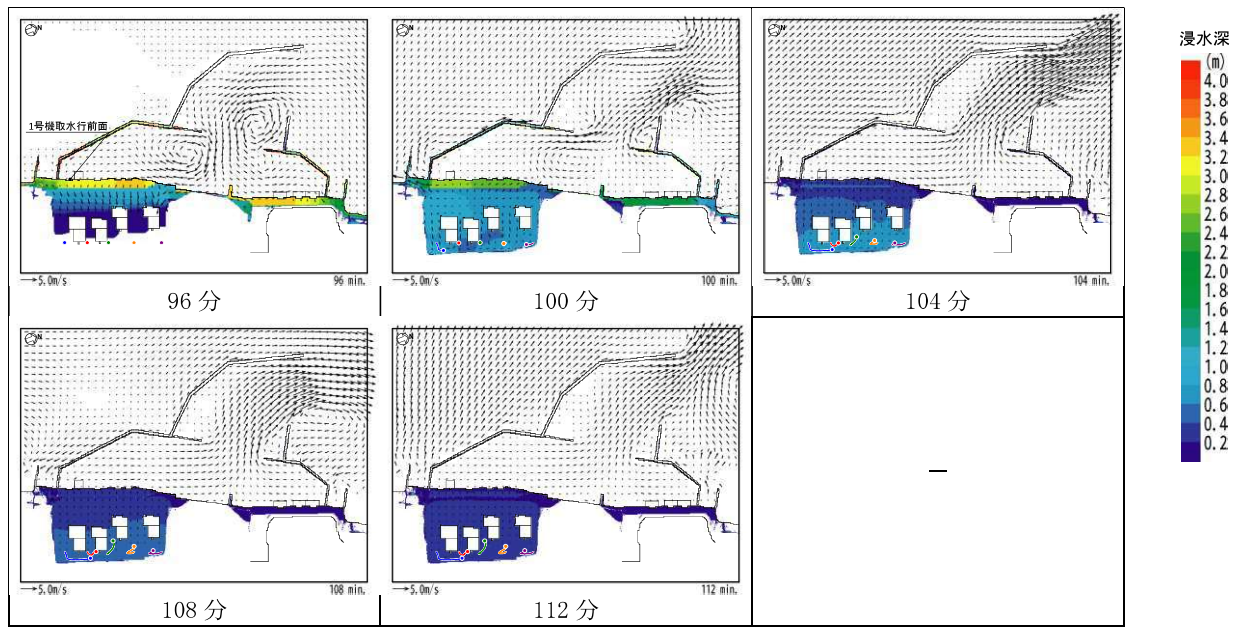 N
1号機取水行前面
5.0m/s
96 min.
96 分
N
5.0m/s
100 min.
100 分
N
5.0m/s
104 min.
104 分
N
5.0m/s
108 min.
108 分
N
5.0m/s
112 min.
112 分
—
浸水深
(m)
4.0
3.8
3.6
3.4
3.2
3.0
2.8
2.6
2.4
2.2
2.0
1.8
1.6
1.4
1.2
1.0
0.8
0.6
0.4
0.2